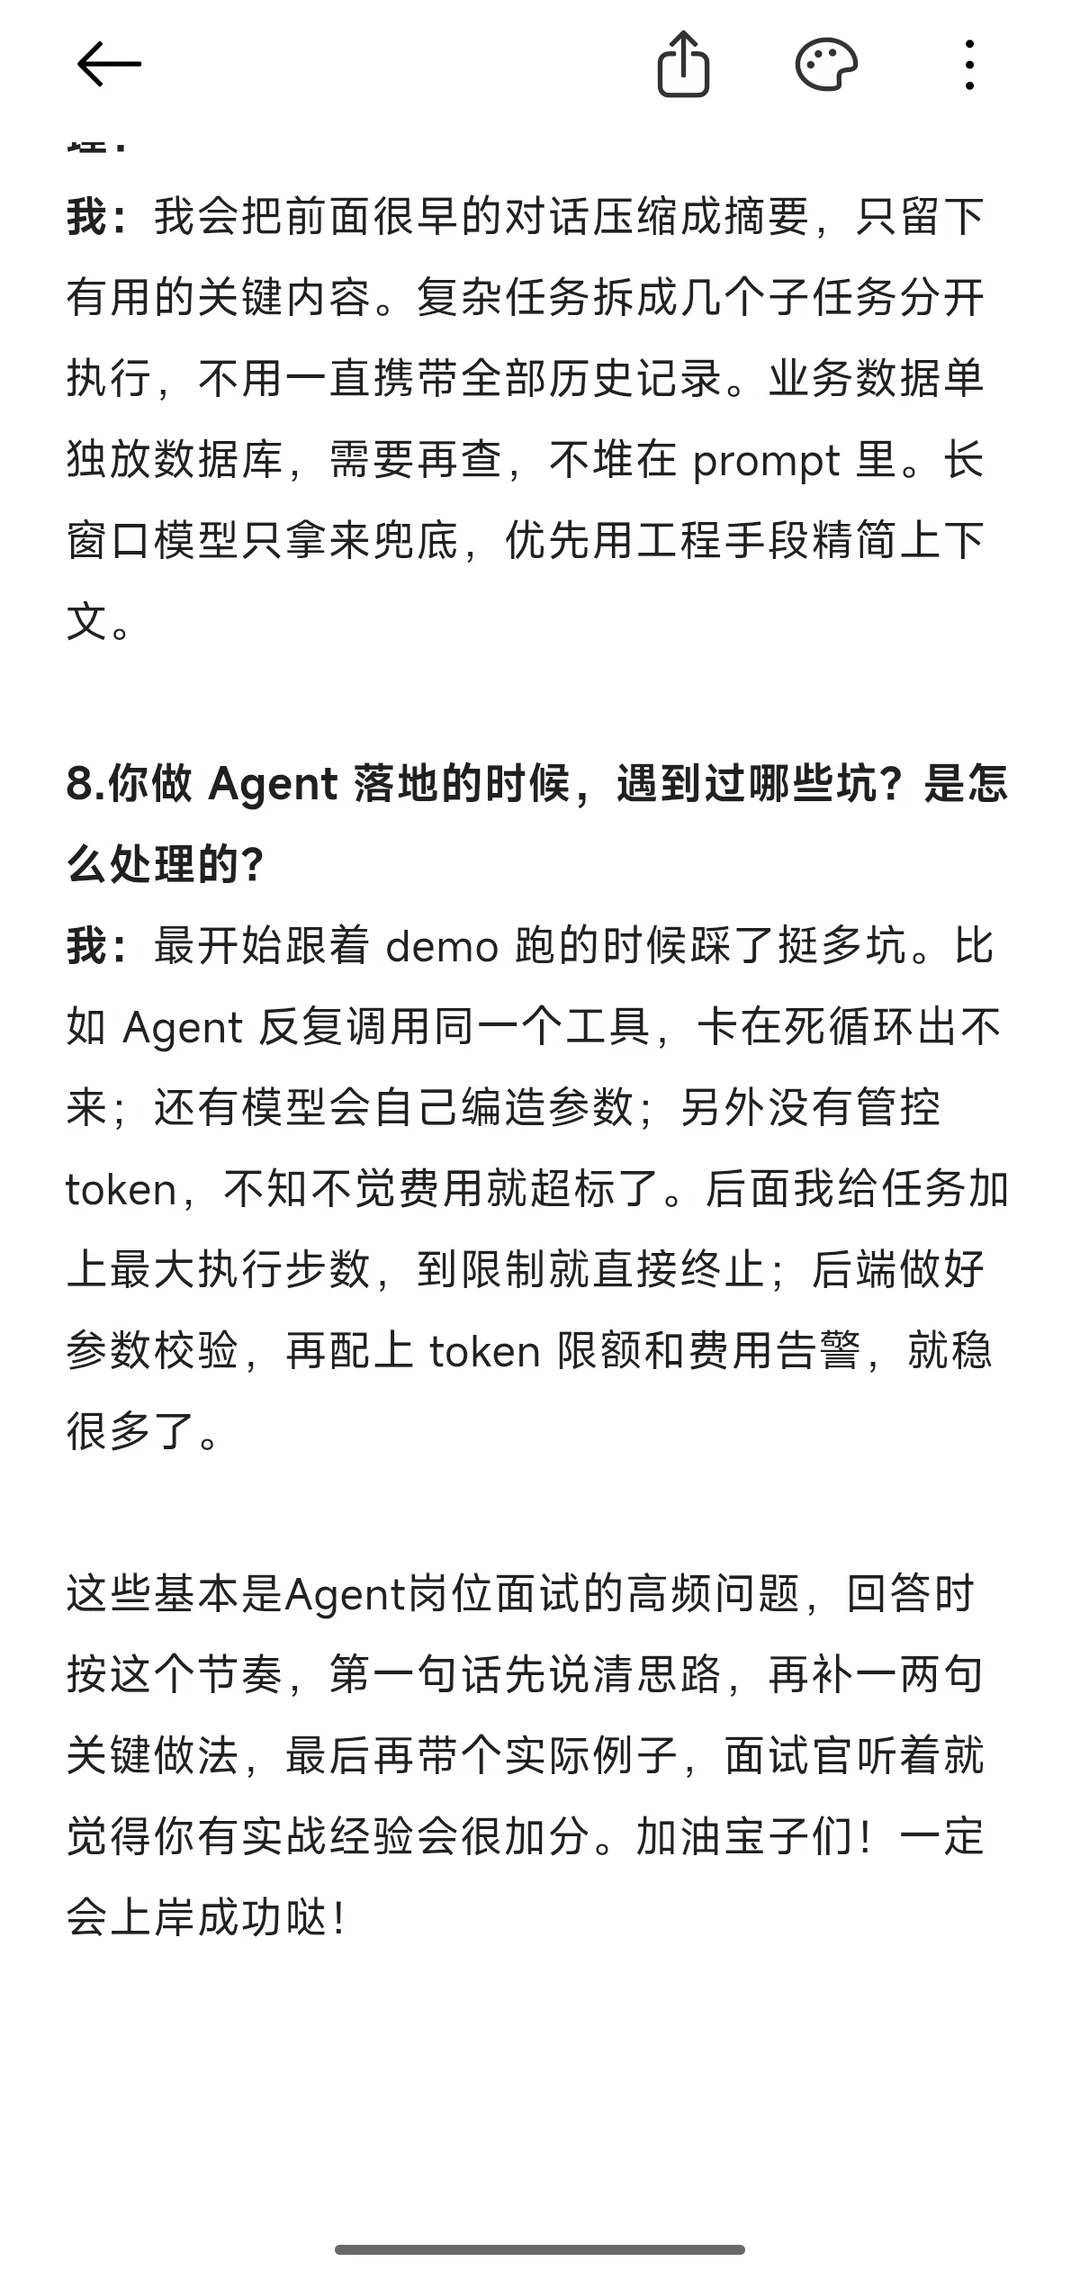 我：我会把前面很早的对话压缩成摘要，只留下
有用的关键内容。复杂任务拆成几个子任务分开
执行，不用一直携带全部历史记录。业务数据单
独放数据库，需要再查，不堆在 prompt 里。长
窗口模型只拿来兜底，优先用工程手段精简上下
文。
8.你做 Agent 落地的时候，遇到过哪些坑？是怎
么处理的？
我：最开始跟着 demo 跑的时候踩了挺多坑。比
如 Agent 反复调用同一个工具，卡在死循环出不
来；还有模型会自己编造参数；另外没有管控
token，不知不觉费用就超标了。后面我给任务加
上最大执行步数，到限制就直接终止；后端做好
参数校验，再配上 token 限额和费用告警，就稳
很多了。
这些基本是Agent岗位面试的高频问题，回答时
按这个节奏，第一句话先说清思路，再补一两句
关键做法，最后再带个实际例子，面试官听着就
觉得你有实战经验会很加分。加油宝子们！一定
会上岸成功哒！